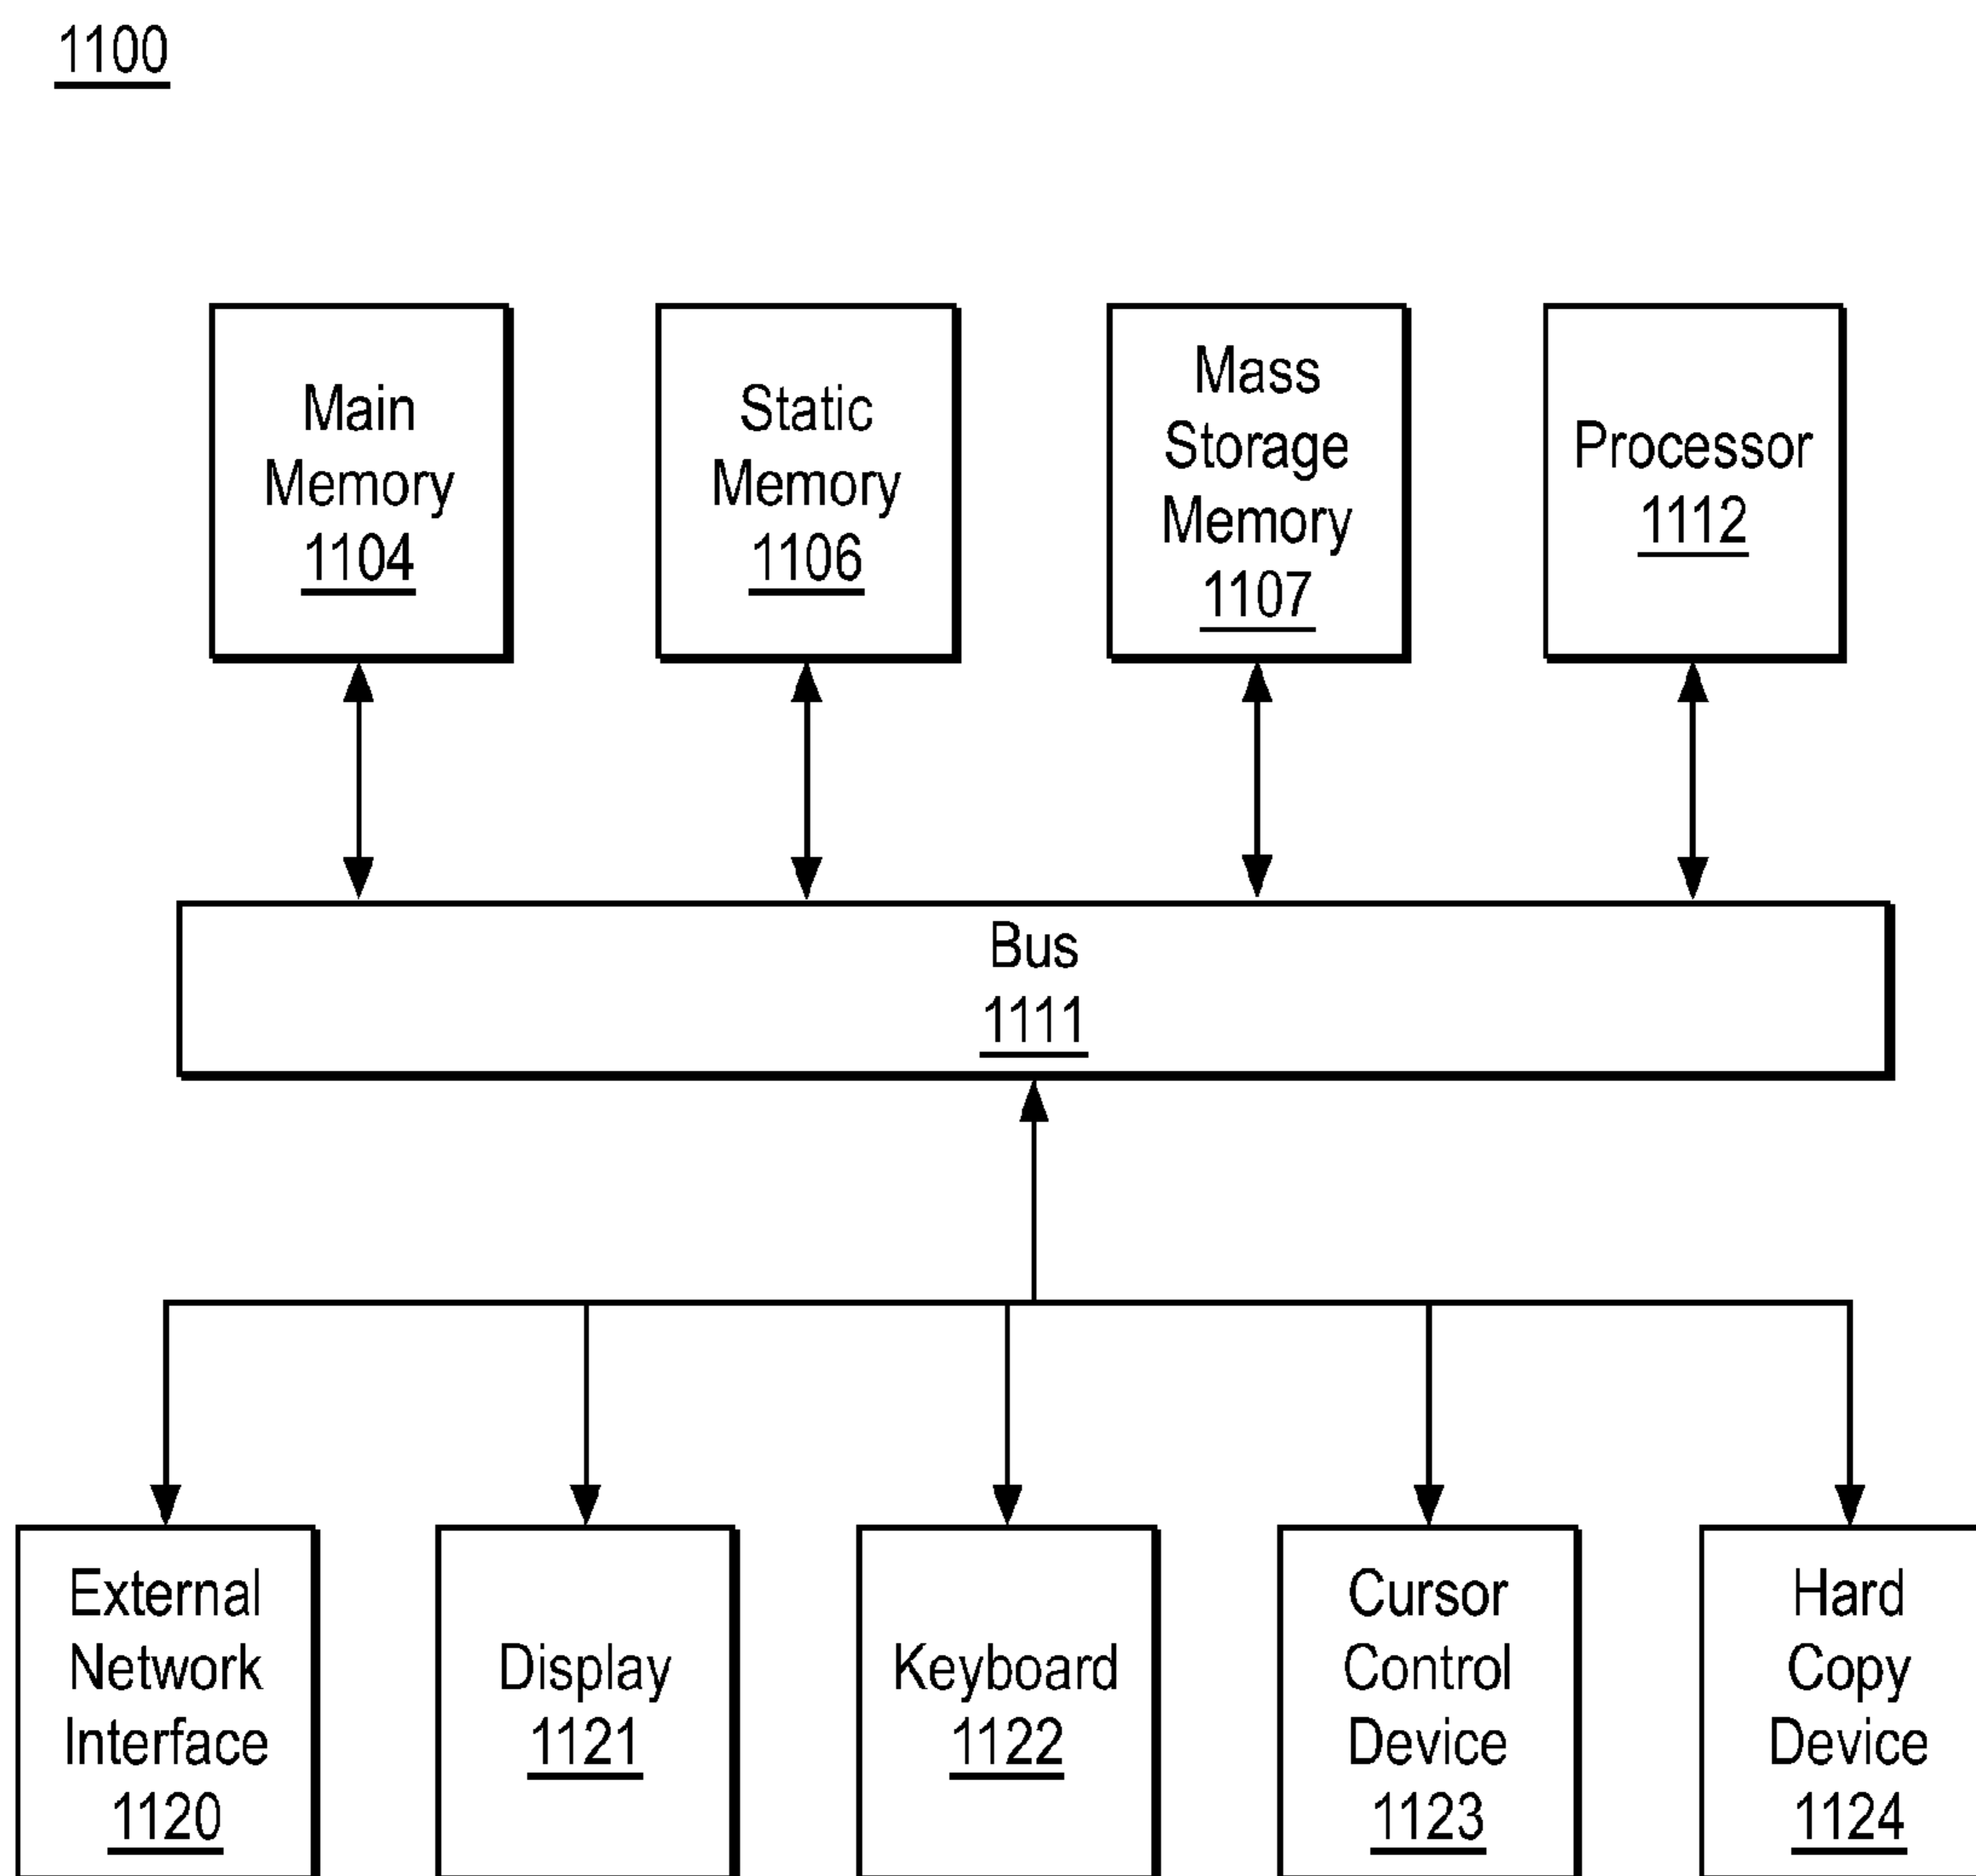 1100
Main
Memory
1104
Static
Memory
1106
Mass
Storage
Memory
1107
Processor
1112
Bus
1111
External
Network
Interface
1120
Display
1121
Keyboard
1122
Cursor
Control
Device
1123
Hard
Copy
Device
1124